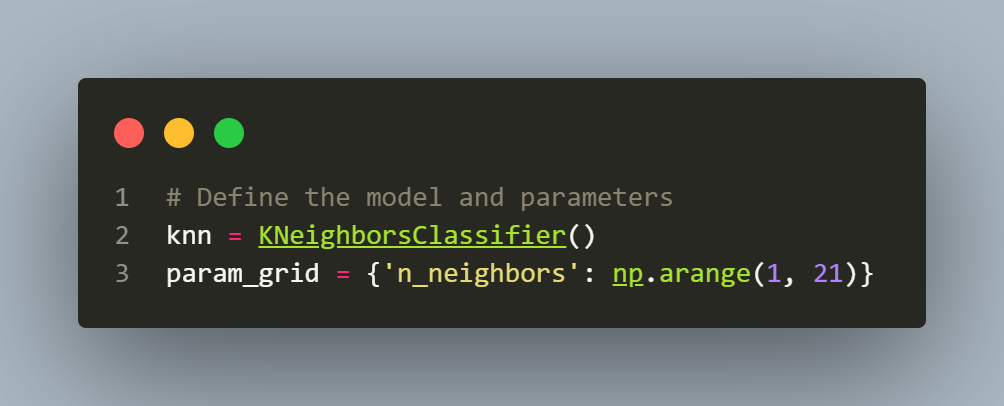 1 # Define the model and parameters
2 knn = KNeighborsClassifier()
3 param_grid = {'n_neighbors': np.arange(1, 21)}